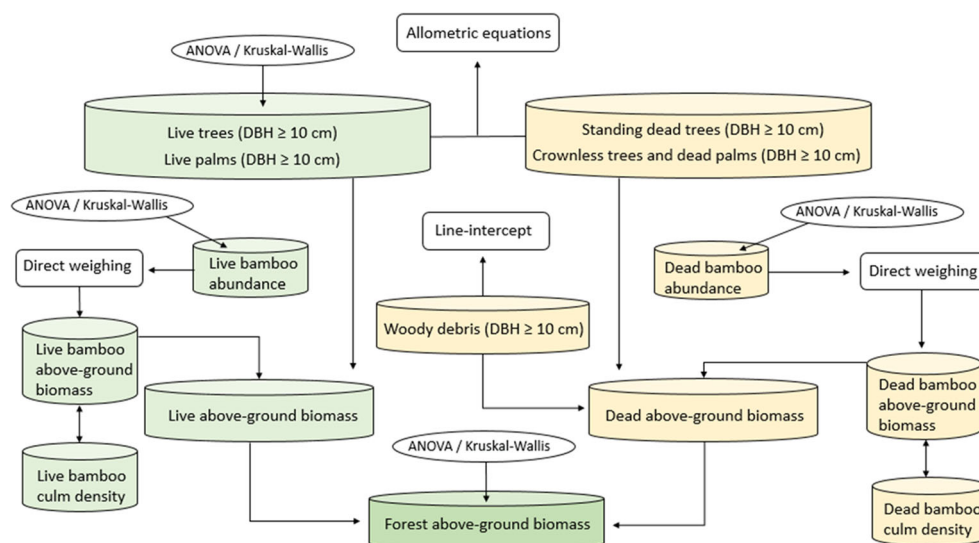 Allometric equations
ANOVA / Kruskal-Wallis
Live trees (DBH ≥ 10 cm)
Live palms (DBH ≥ 10 cm)
Standing dead trees (DBH ≥ 10 cm)
Crownless trees and dead palms (DBH ≥ 10 cm)
ANOVA / Kruskal-Wallis
ANOVA / Kruskal-Wallis
Line-intercept
Direct weighing
Live bamboo
abundance
Dead bamboo
abundance
Direct weighing
Woody debris (DBH ≥ 10 cm)
Live bamboo
above-ground
biomass
Live above-ground biomass
Dead above-ground biomass
Dead bamboo
above-ground
biomass
ANOVA / Kruskal-Wallis
Live bamboo
culm density
Forest above-ground biomass
Dead bamboo
culm density